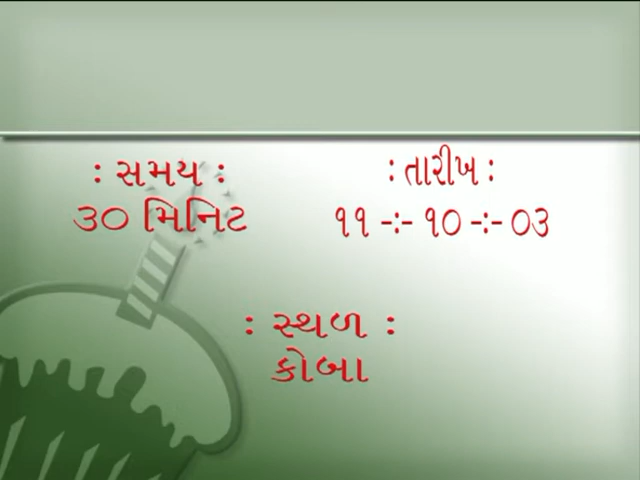 : સમય :
૩૦ મિનિટ
: તારીખ :
૧૧ -:- ૧૦ -:- ૦૩
: સ્થળ :
કોબા